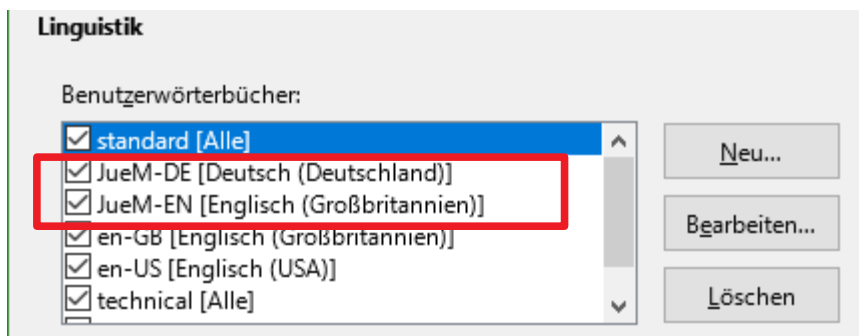 Linguistik
Benutzerwörterbücher:
standard [Alle]
JueM-DE [Deutsch (Deutschland)]
JueM-EN [Englisch (Großbritannien)]
en-GB [Englisch (Großbritannien)]
en-US [Englisch (USA)]
technical [Alle]
Neu...
Bearbeiten...
Löschen